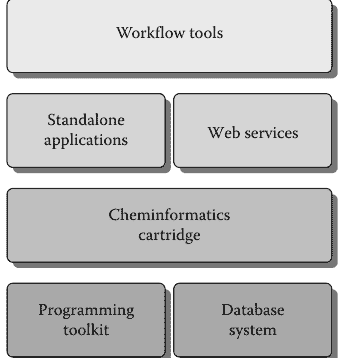 Workflow tools
Standalone
applications
Web services
Cheminformatics
cartridge
Programming
toolkit
Database
system